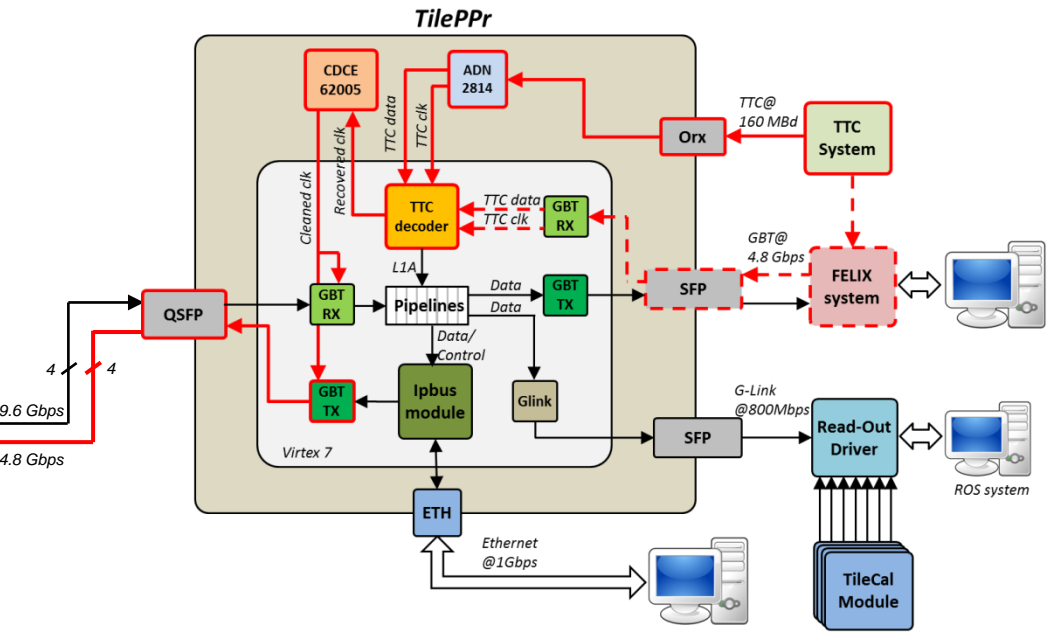 TilePPr
CDCE
62005
ADN
2814
TTC data
TTC clk
Recovered clk
Cleaned clk
TTC@
160 MBd
Orx
TTC
System
TTC
decoder
TTC data
TTC clk
GBT
RX
GBT@
4.8 Gbps
FELIX
system
L1A
GBT
RX
Pipelines
Data
Data
GBT
TX
SFP
QSFP
4
4
9.6 Gbps
4.8 Gbps
Data/
Control
GBT
TX
Ipbus
module
Glink
Virtex 7
G-Link
@800Mbps
SFP
Read-Out
Driver
ROS system
ETH
Ethernet
@1Gbps
TileCal
Module